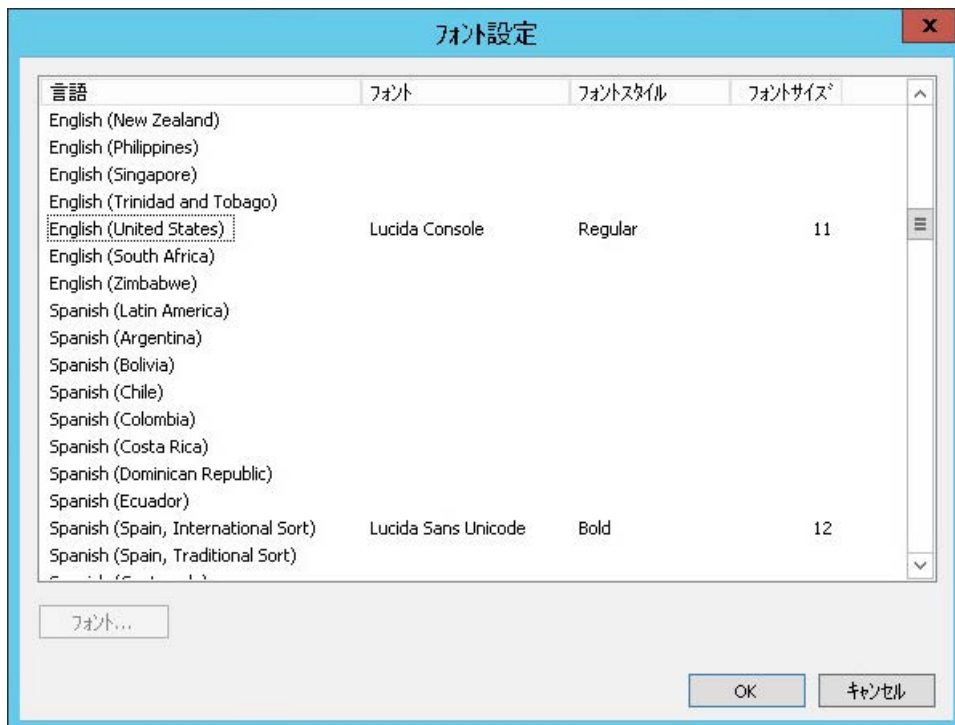 フォント設定
x
言語 フォント フォントスタイル フォントサイズ
English (New Zealand)
English (Philippines)
English (Singapore)
English (Trinidad and Tobago)
English (United States) Lucida Console Regular 11
English (South Africa)
English (Zimbabwe)
Spanish (Latin America)
Spanish (Argentina)
Spanish (Bolivia)
Spanish (Chile)
Spanish (Colombia)
Spanish (Costa Rica)
Spanish (Dominican Republic)
Spanish (Ecuador)
Spanish (Spain, International Sort) Lucida Sans Unicode Bold 12
Spanish (Spain, Traditional Sort)
フォント...
OK キャンセル